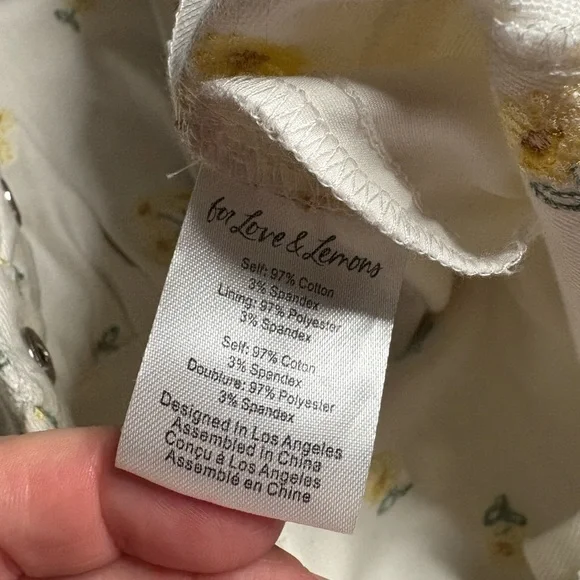 for Love & Lemons
Self: 97% Cotton
3% Spandex
Lining: 97% Polyester
3% Spandex
Self: 97% Coton
3% Spandex
Doublure: 97% Polyester
3% Spandex
Designed In Los Angeles
Assembled in China
Conçu à Los Angeles
Assemblé en Chine